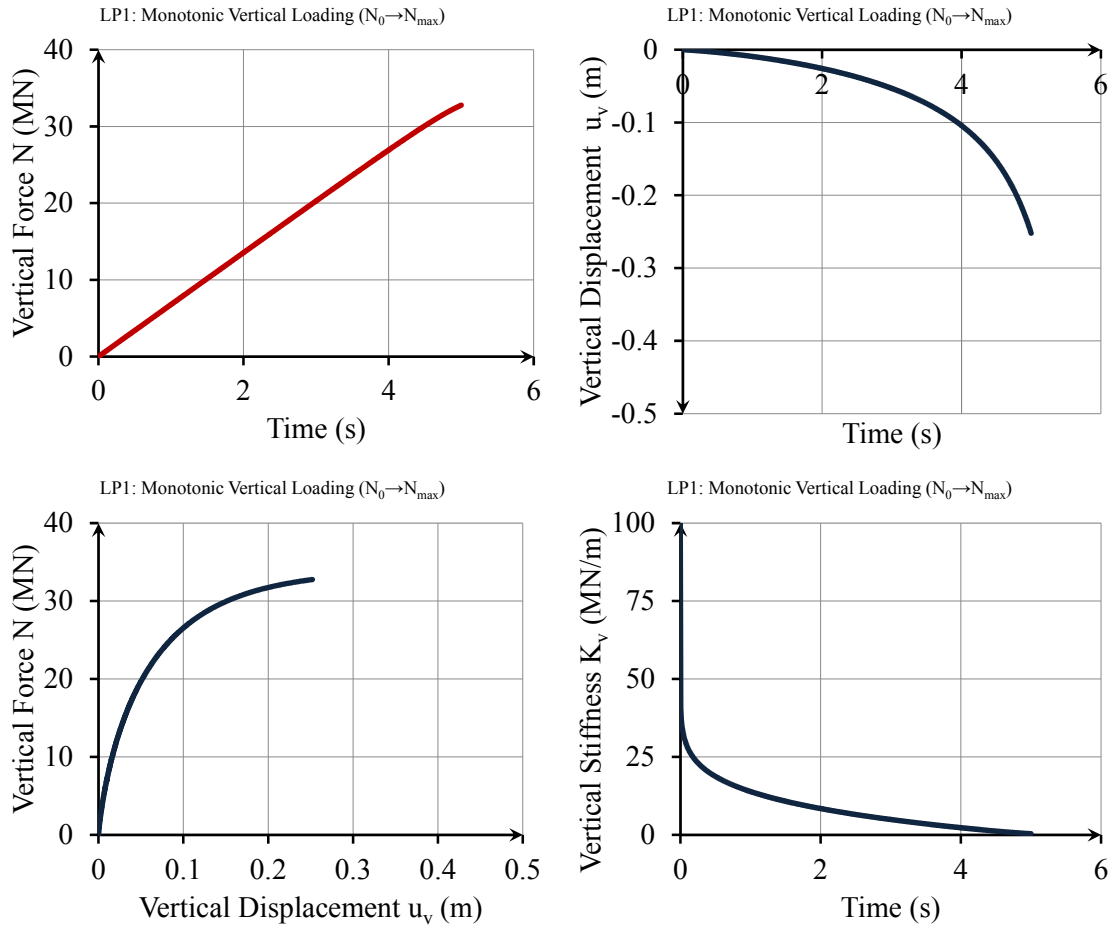 LP1: Monotonic Vertical Loading (N₀→Nmax)
Vertical Force N (MN)
40
30
20
10
0
0 2 4 6
Time (s)
LP1: Monotonic Vertical Loading (N₀→Nmax)
Vertical Displacement uv (m)
0
-0.1
-0.2
-0.3
-0.4
-0.5
0 2 4 6
Time (s)
LP1: Monotonic Vertical Loading (N₀→Nmax)
Vertical Force N (MN)
40
30
20
10
0
0 0.1 0.2 0.3 0.4 0.5
Vertical Displacement uv (m)
LP1: Monotonic Vertical Loading (N₀→Nmax)
Vertical Stiffness Kv (MN/m)
100
75
50
25
0
0 2 4 6
Time (s)